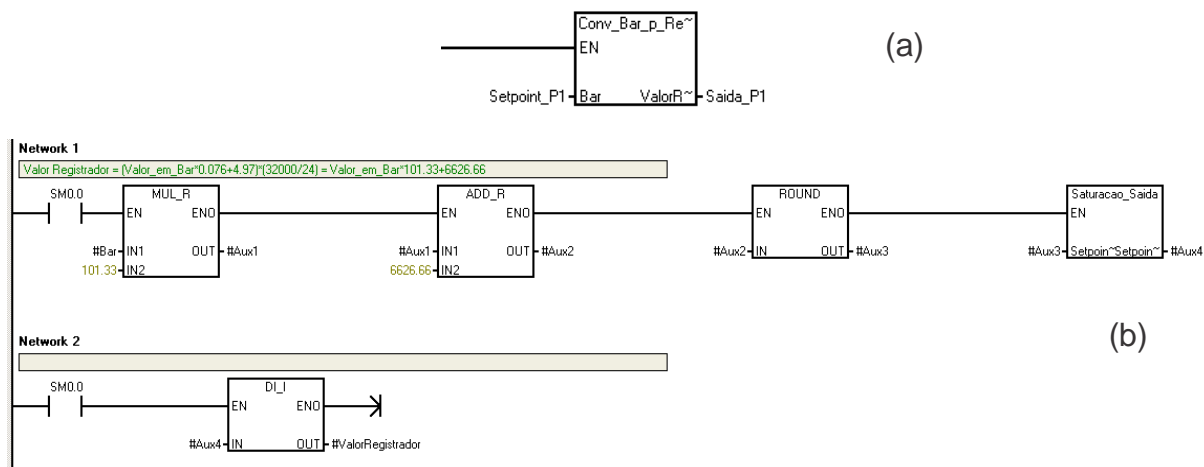 Conv_Bar_p_Re~
EN
(a)
Setpoint_P1 Bar ValorR~ Saida_P1
Network 1
Valor Registrador = (Valor_em_Bar*0.076+4.97)*(32000/24) = Valor_em_Bar*101.33+6626.66
SM0.0 MUL_R ADD_R ROUND Saturacao_Saida
EN ENO EN ENO EN ENO EN
#Bar IN1 OUT #Aux1 #Aux1 IN1 OUT #Aux2 #Aux2 IN OUT #Aux3 #Aux3 Setpoin~ Setpoin~ #Aux4
101.33 IN2 6626.66 IN2
(b)
Network 2
SM0.0 DI_I
EN ENO
#Aux4 IN OUT #ValorRegistrador